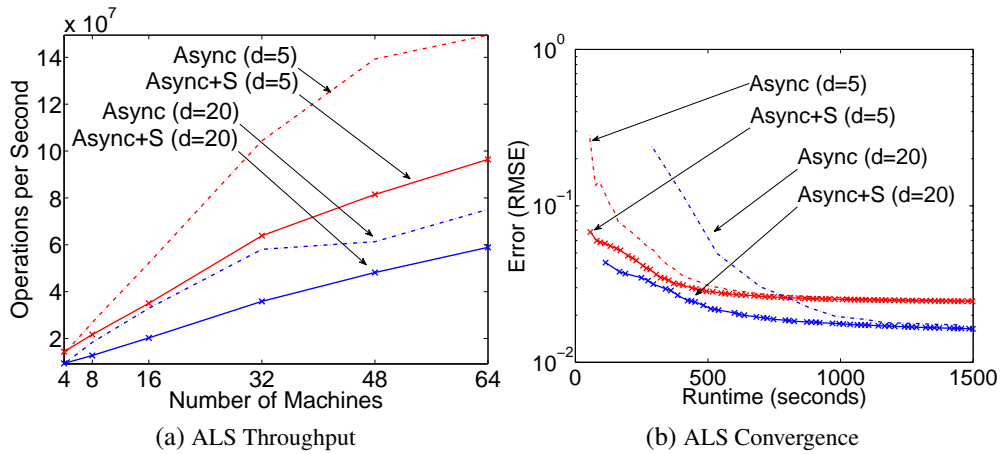 x 10^7
14
12
10
8
6
4
2
4 8 16 32 48 64
Operations per Second
Number of Machines
Async (d=5)
Async+S (d=5)
Async (d=20)
Async+S (d=20)
(a) ALS Throughput
10^0
10^-1
10^-2
0 500 1000 1500
Error (RMSE)
Runtime (seconds)
Async (d=5)
Async+S (d=5)
Async (d=20)
Async+S (d=20)
(b) ALS Convergence